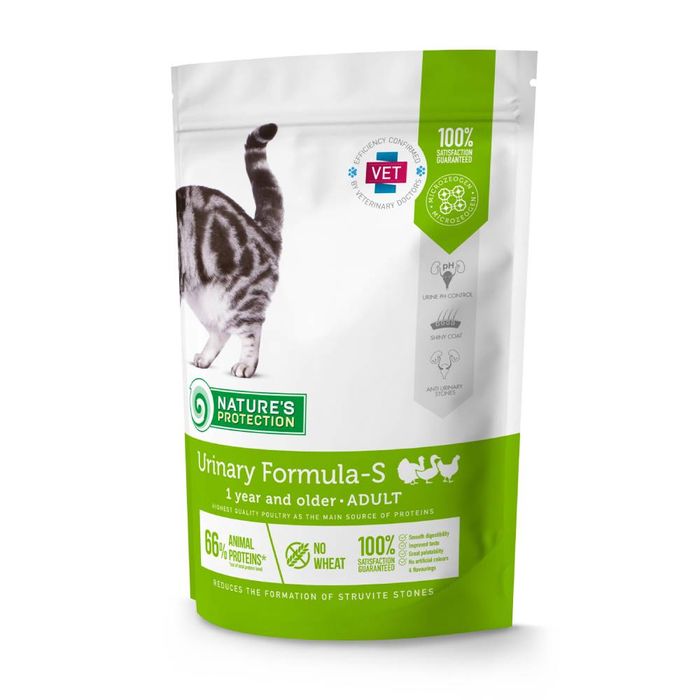 EFFICIENCY CONFIRMED
VET
BY VETERINARY DOCTORS
100%
SATISFACTION
GUARANTEED
MICROZEOGEN
MICROZEOGEN
pH
URINE PH CONTROL
SHINY COAT
ANTI URINARY
STONES
NATURE'S
PROTECTION
Urinary Formula-S
1 year and older • ADULT
HIGHEST QUALITY POULTRY AS THE MAIN SOURCE OF PROTEINS
66% ANIMAL
PROTEINS*
NO
WHEAT
100%
SATISFACTION
GUARANTEED
Smooth digestibility
Improved taste
Great palatability
No artificial colours
& flavourings
REDUCES THE FORMATION OF STRUVITE STONES